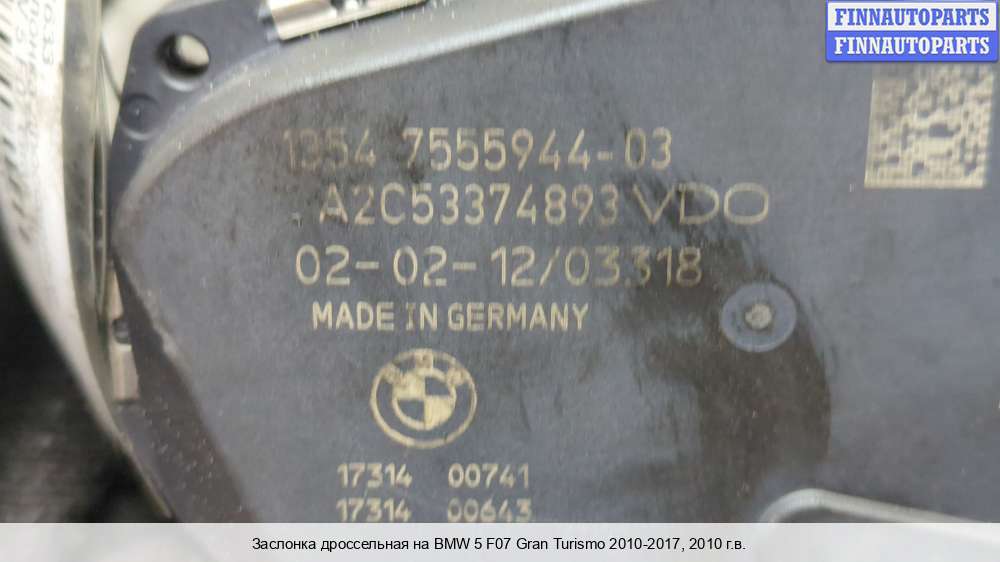 FINNAUTOPARTS
FINNAUTOPARTS
1354 7555944-03
A2C53374893 VDO
02-02-12/03318
MADE IN GERMANY
BMW
17314 00741
17314 00643
Заслонка дроссельная на BMW 5 F07 Gran Turismo 2010-2017, 2010 г.в.